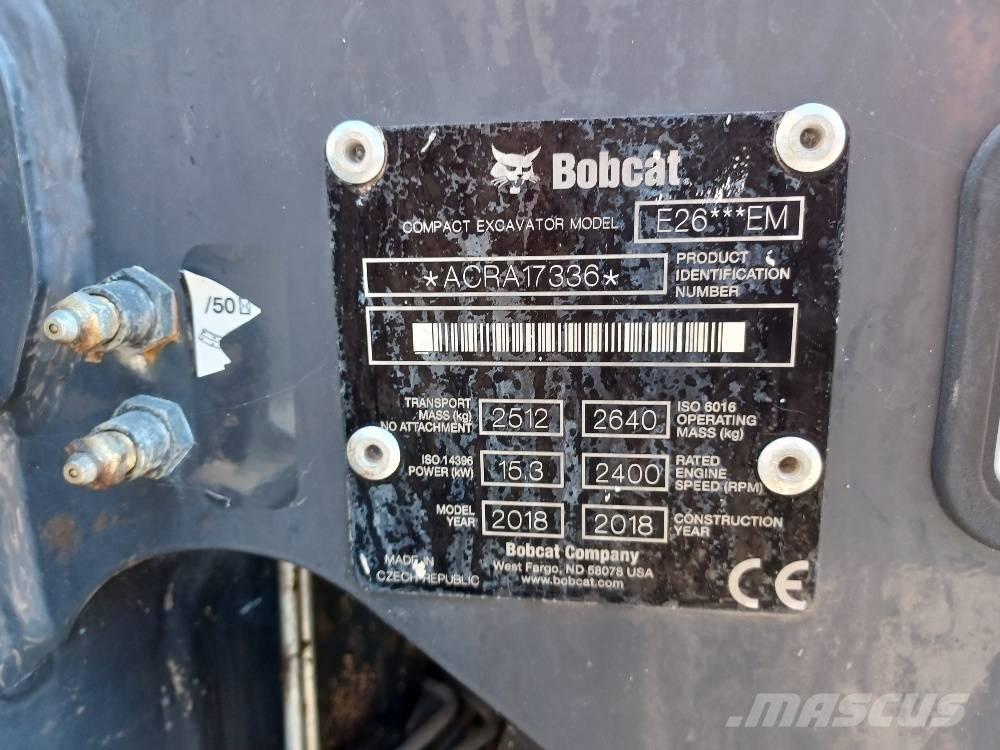 Bobcat
COMPACT EXCAVATOR MODEL E26***EM
*ACRA17336* PRODUCT IDENTIFICATION NUMBER
TRANSPORT MASS (kg) NO ATTACHMENT 2512 2640 ISO 6016 OPERATING MASS (kg)
ISO 14396 POWER (kW) 15.3 2400 RATED ENGINE SPEED (RPM)
MODEL YEAR 2018 2018 CONSTRUCTION YEAR
Bobcat Company
West Fargo, ND 58078 USA
www.bobcat.com
MADE IN
CZECH REPUBLIC
CE
/50
MASCUS